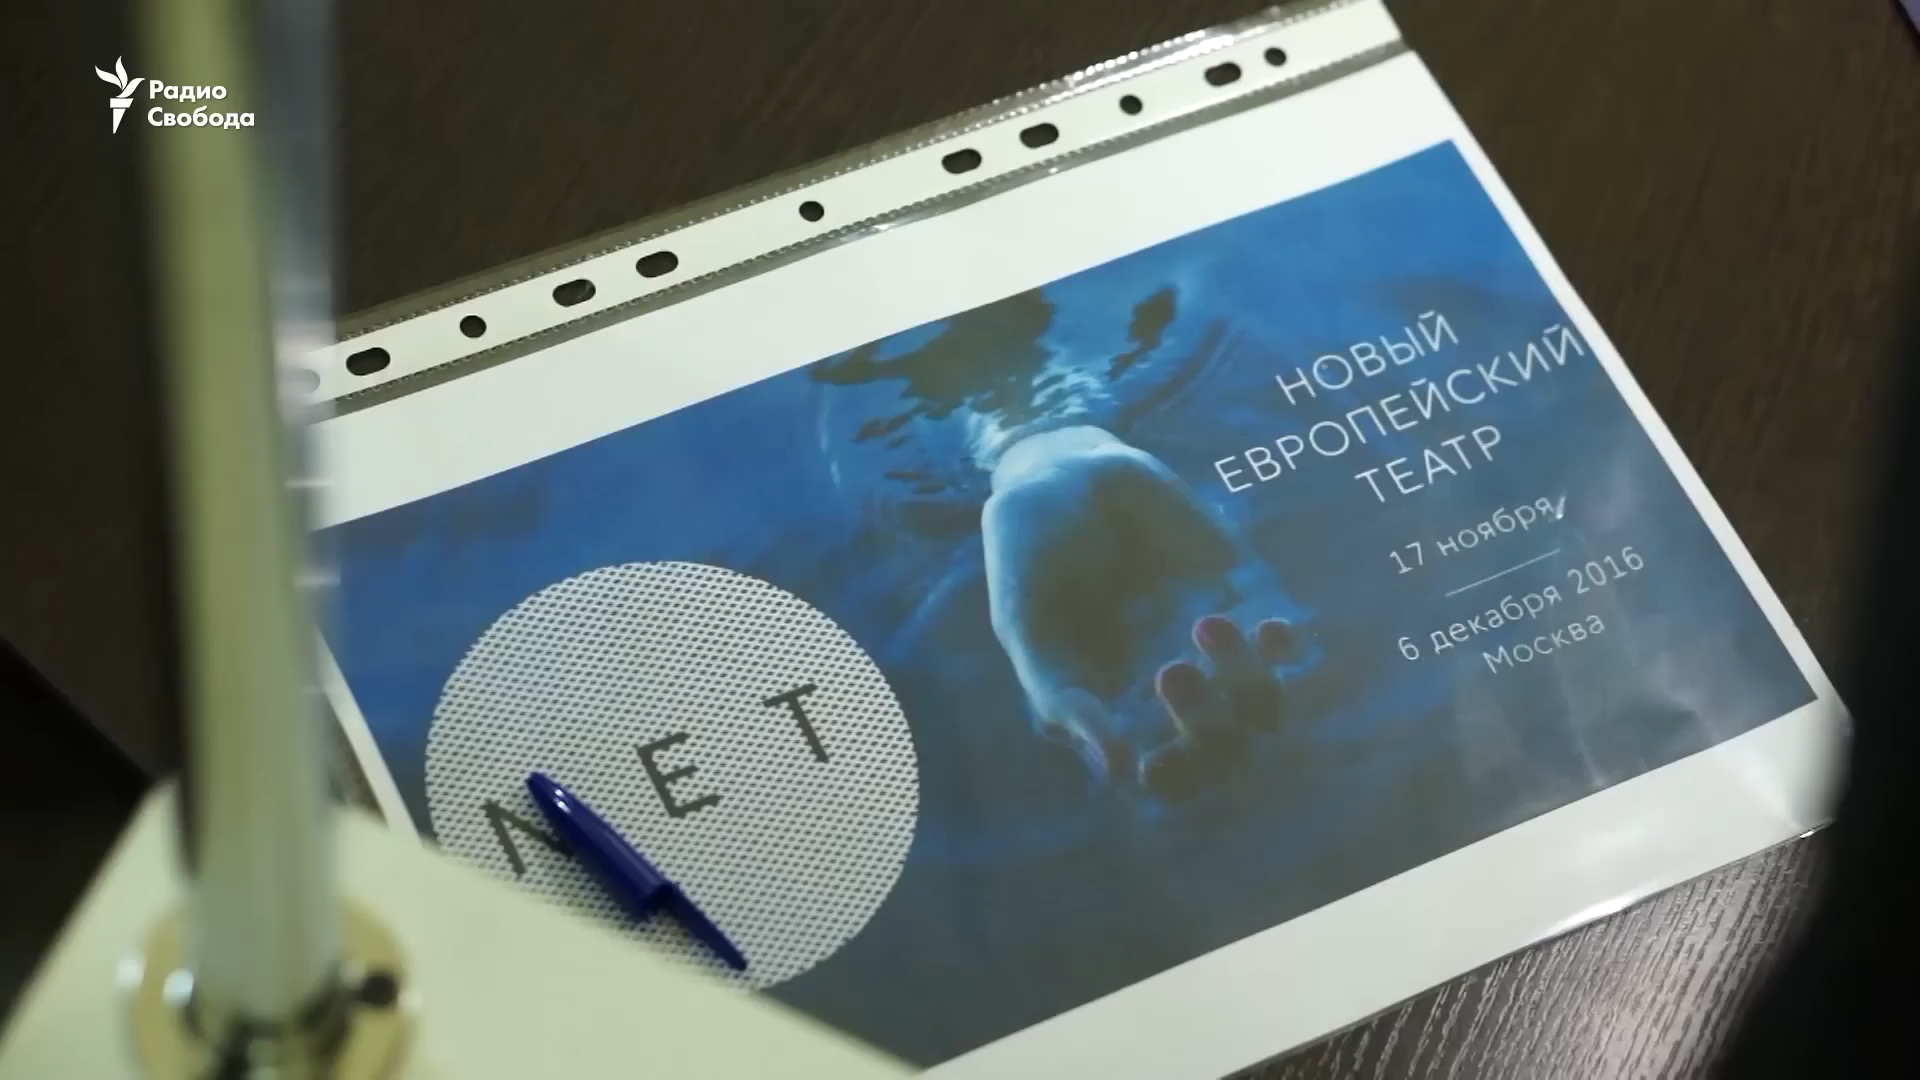 Радио
Свобода
НОВЫЙ
ЕВРОПЕЙСКИЙ
ТЕАТР
17 ноября
6 декабря 2016
Москва
NET